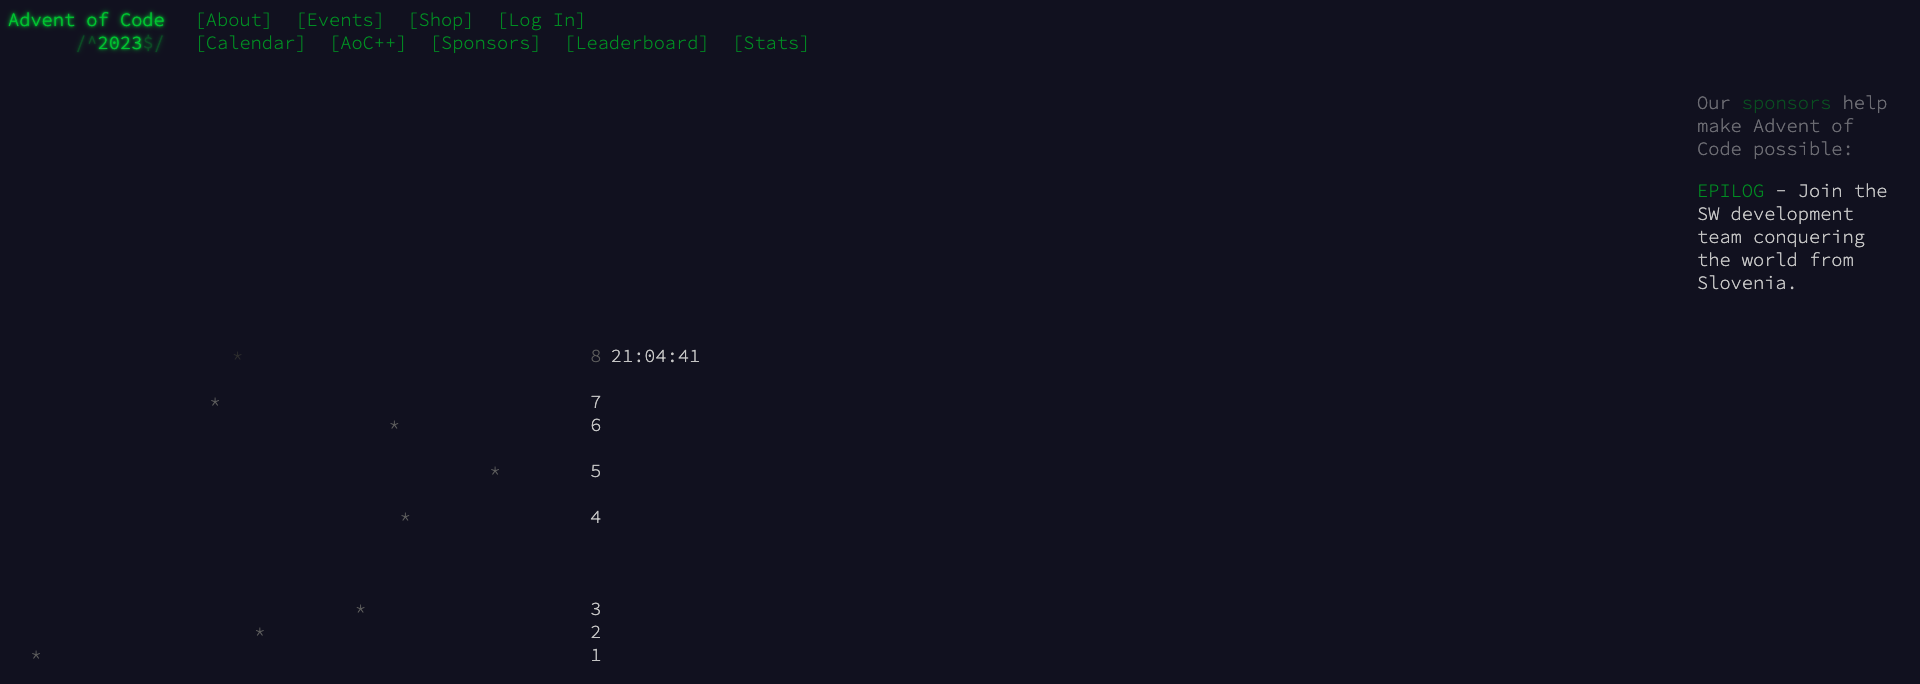 Advent of Code [About] [Events] [Shop] [Log In]
/^2023$/ [Calendar] [AoC++] [Sponsors] [Leaderboard] [Stats]
Our sponsors help
make Advent of
Code possible:
EPILOG - Join the
SW development
team conquering
the world from
Slovenia.
* 8 21:04:41
* 7
* 6
* 5
* 4
* 3
* 2
* 1